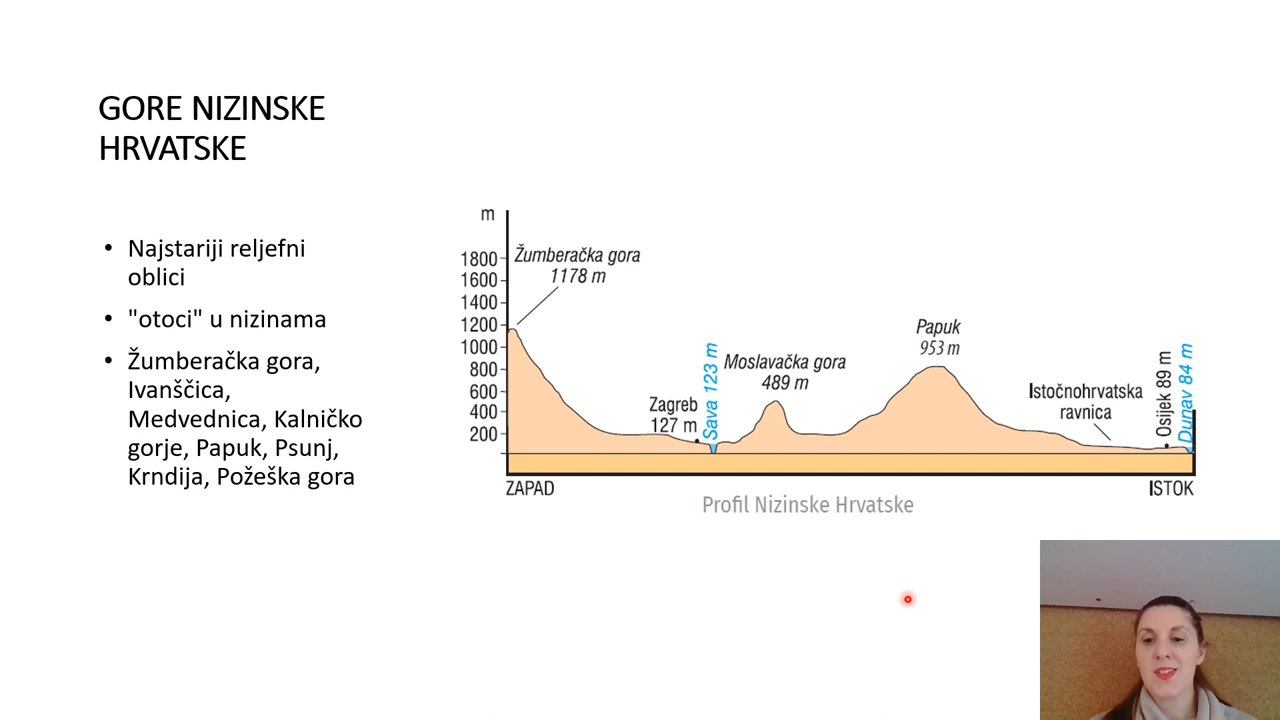 GORE NIZINSKE
HRVATSKE
• Najstariji reljefni
oblici
• "otoci" u nizinama
• Žumberačka gora,
Ivanščica,
Medvednica, Kalničko
gorje, Papuk, Psunj,
Krndija, Požeška gora
m
1800
1600
1400
1200
1000
800
600
400
200
Žumberačka gora
1178 m
Zagreb
127 m
Sava 123 m
Moslavačka gora
489 m
Papuk
953 m
Istočnohrvatska
ravnica
Osijek 89 m
Dunav 84 m
ZAPAD
ISTOK
Profil Nizinske Hrvatske